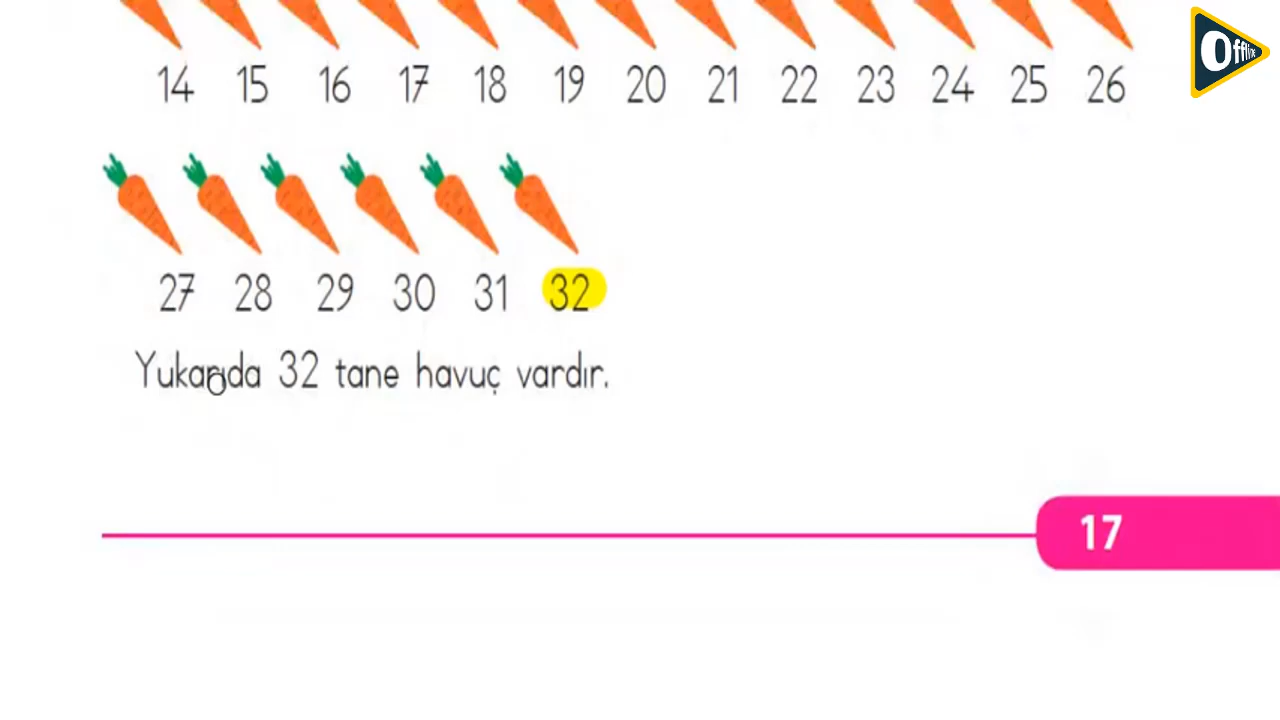 Offline
14 15 16 17 18 19 20 21 22 23 24 25 26
27 28 29 30 31 32
Yukarıda 32 tane havuç vardır.
17